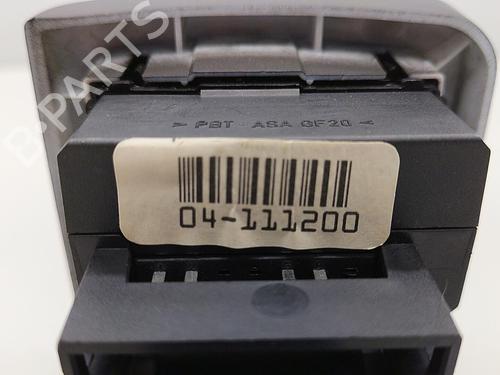 B-PARTS
> PBT ASA GF20 <
04-111200